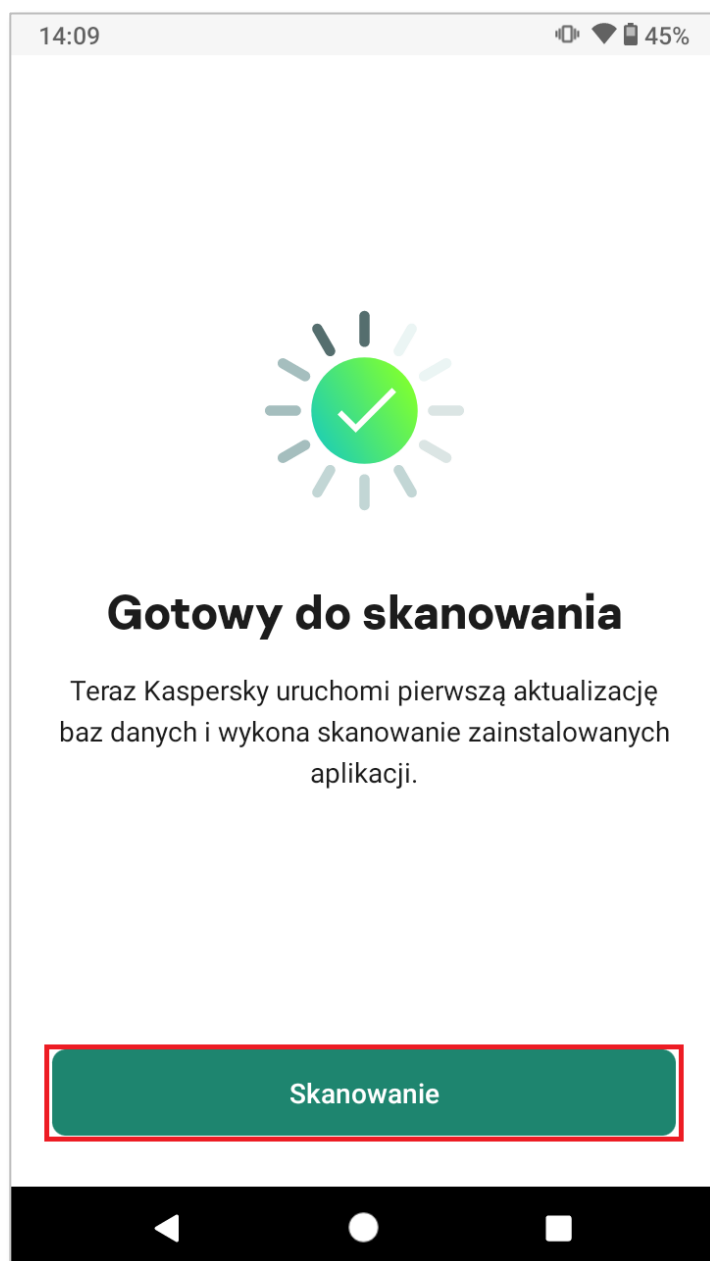 14:09
45%
Gotowy do skanowania
Teraz Kaspersky uruchomi pierwszą aktualizację
baz danych i wykona skanowanie zainstalowanych
aplikacji.
Skanowanie